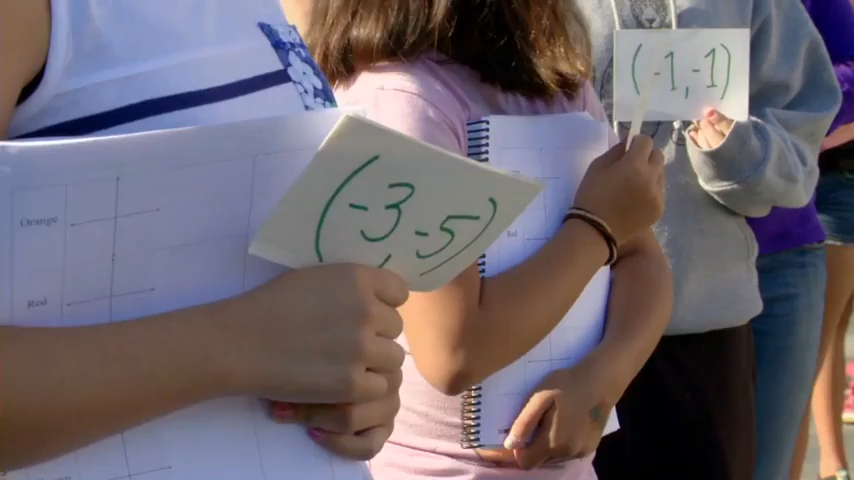 (-1,-1)
(-3,-5)
Orange
Red